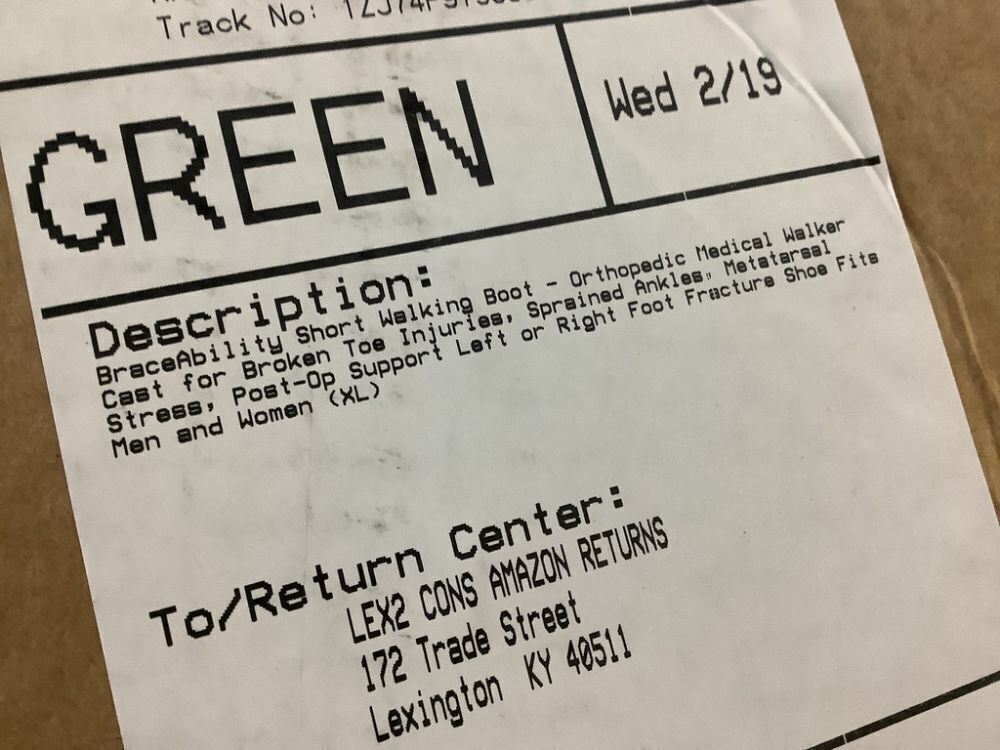 Track No:
GREEN
Wed 2/19
Description:
BraceAbility Short Walking Boot - Orthopedic Medical Walker
Cast for Broken Toe Injuries, Sprained Ankles, Metatarsal
Stress, Post-Op Support Left or Right Foot Fracture Shoe Fits
Men and Women (XL)
To/Return Center:
LEX2 CONS AMAZON RETURNS
172 Trade Street
Lexington KY 40511